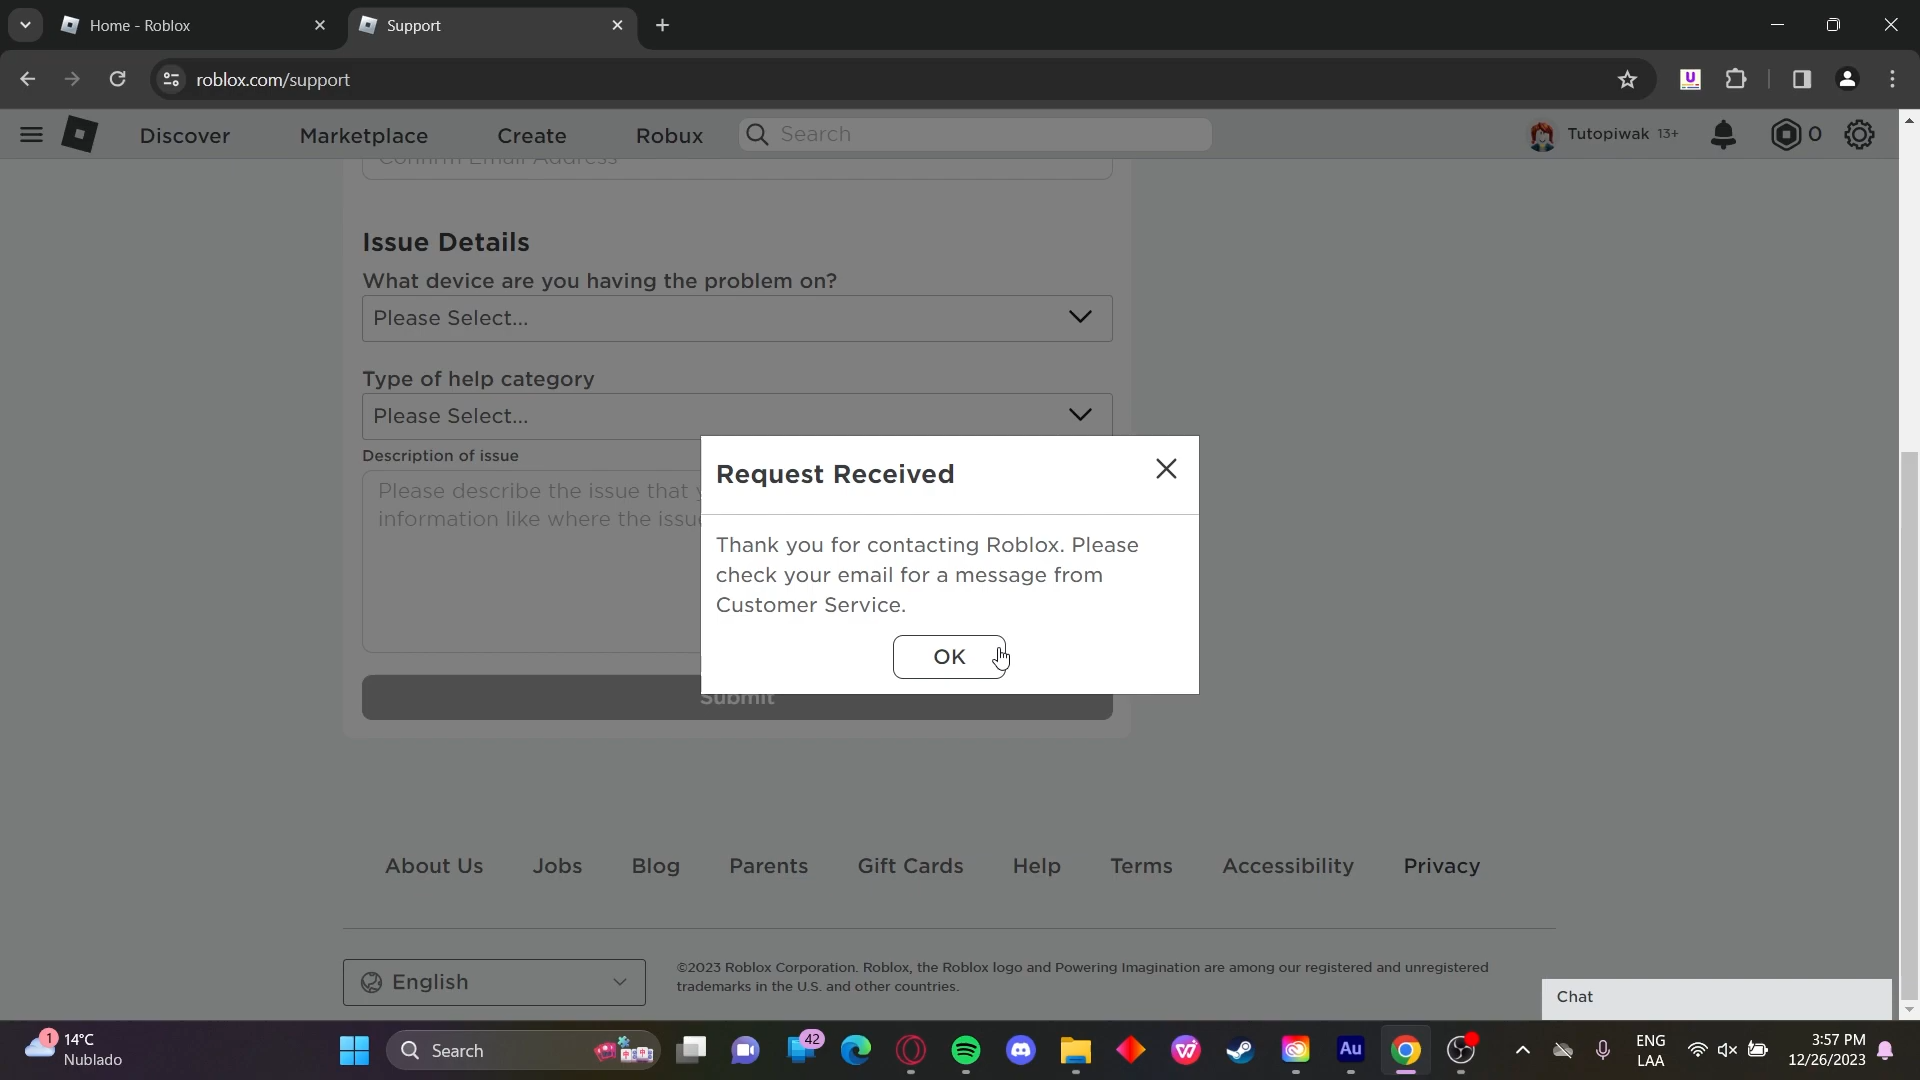 Home - Roblox
Support
roblox.com/support
Discover
Marketplace
Create
Robux
Search
Tutopiwak 13+
0
Confirm Email Address
Issue Details
What device are you having the problem on?
Please Select...
Type of help category
Please Select...
Description of issue
Please describe the issue that
information like where the
Request Received
Thank you for contacting Roblox. Please
check your email for a message from
Customer Service.
OK
Submit
About Us
Jobs
Blog
Parents
Gift Cards
Help
Terms
Accessibility
Privacy
English
©2023 Roblox Corporation. Roblox, the Roblox logo and Powering Imagination are among our registered and unregistered
trademarks in the U.S. and other countries.
Chat
1
14°C
Nublado
Search
42
Au
ENG
LAA
3:57 PM
12/26/2023